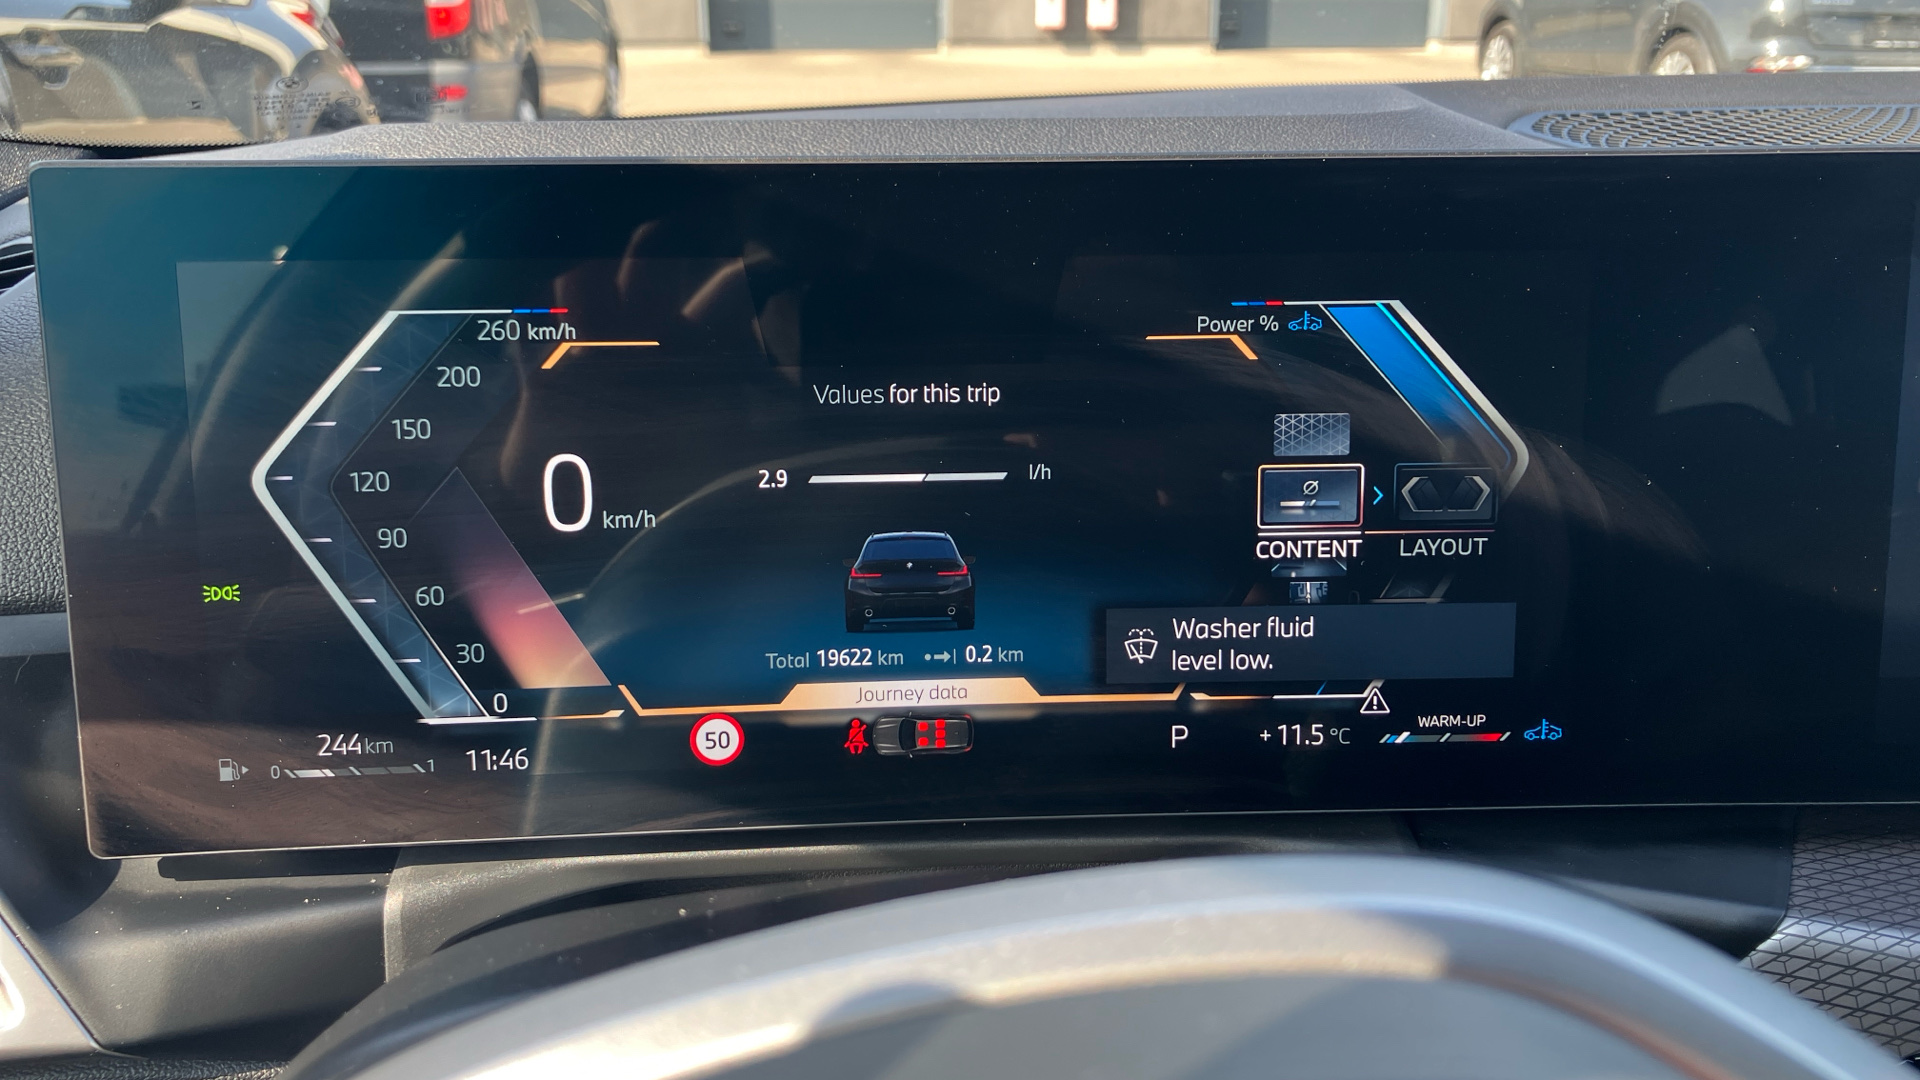 260 km/h
200
150
120
90
60
30
0
0 km/h
Values for this trip
2.9 l/h
Total 19622 km 0.2 km
Journey data
Power %
CONTENT LAYOUT
Washer fluid
level low.
244 km
0 1
11:46
50
P
+11.5 °C
WARM-UP